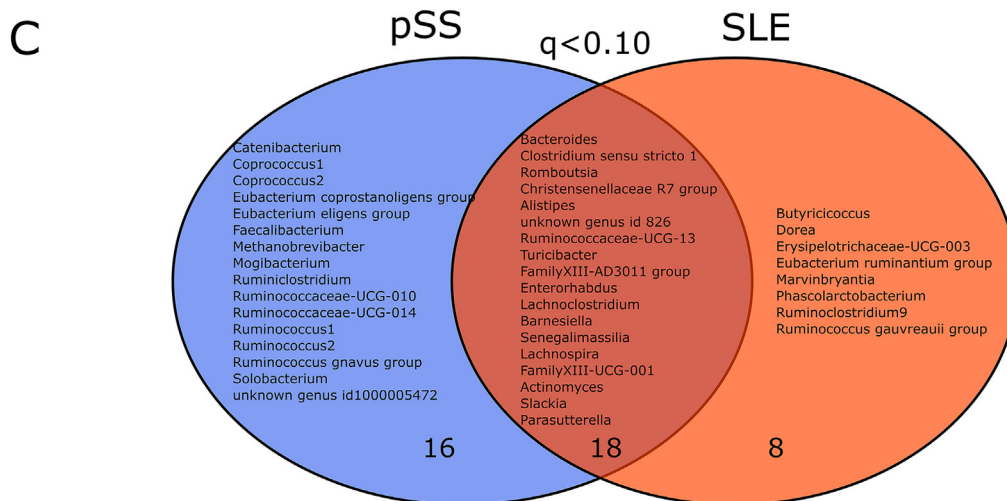 C
pSS
q<0.10
SLE
Catenibacterium
Coprococcus1
Coprococcus2
Eubacterium coprostanoligens group
Eubacterium eligens group
Faecalibacterium
Methanobrevibacter
Mogibacterium
Ruminiclostridium
Ruminococcaceae-UCG-010
Ruminococcaceae-UCG-014
Ruminococcus1
Ruminococcus2
Ruminococcus gnavus group
Solobacterium
unknown genus id1000005472
16
Bacteroides
Clostridium sensu stricto 1
Romboutsia
Christensenellaceae R7 group
Alistipes
unknown genus id 826
Ruminococcaceae-UCG-13
Turicibacter
FamilyXIII-AD3011 group
Enterorhabdus
Lachnoclostridium
Barnesiella
Senegalimassilia
Lachnospira
FamilyXIII-UCG-001
Actinomyces
Slackia
Parasutterella
18
Butyricicoccus
Dorea
Erysipelotrichaceae-UCG-003
Eubacterium ruminantium group
Marvinbryantia
Phascolarctobacterium
Ruminoclostridium9
Ruminococcus gauvreauii group
8